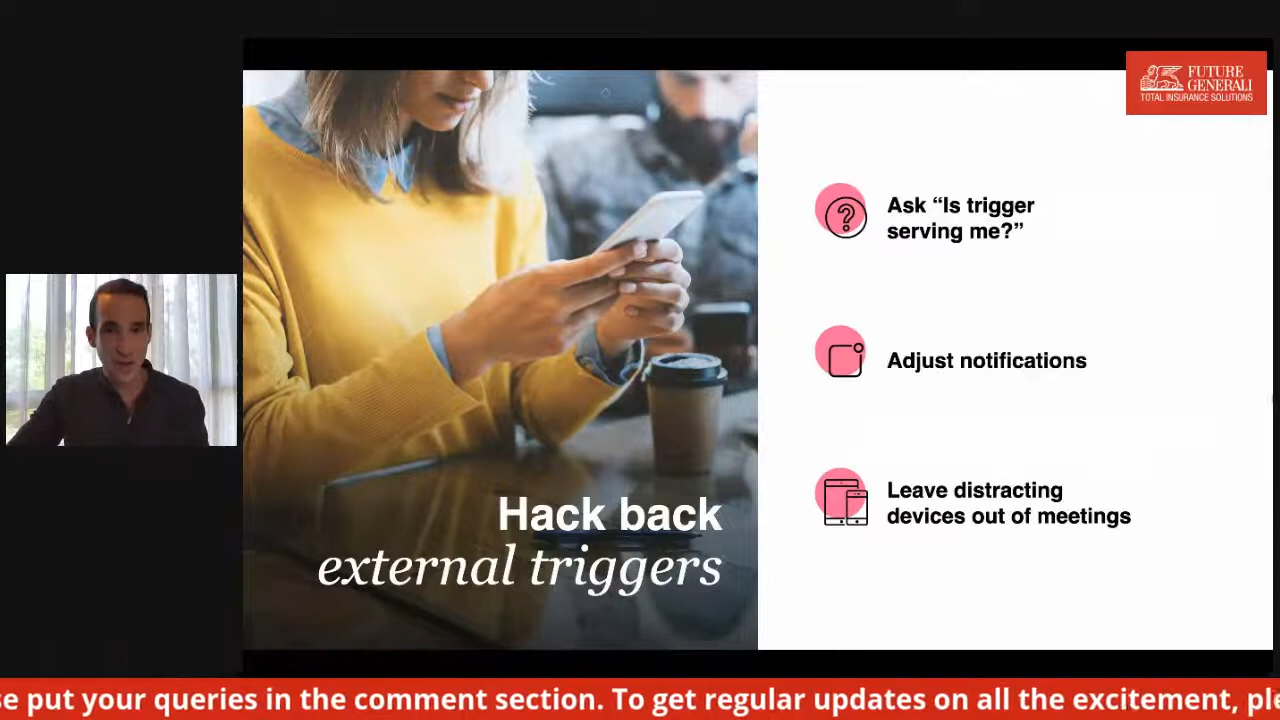 FUTURE
GENERALI
TOTAL INSURANCE SOLUTIONS
Ask “Is trigger
serving me?”
Adjust notifications
Leave distracting
devices out of meetings
Hack back
external triggers
put your queries in the comment section. To get regular updates on all the excitement,